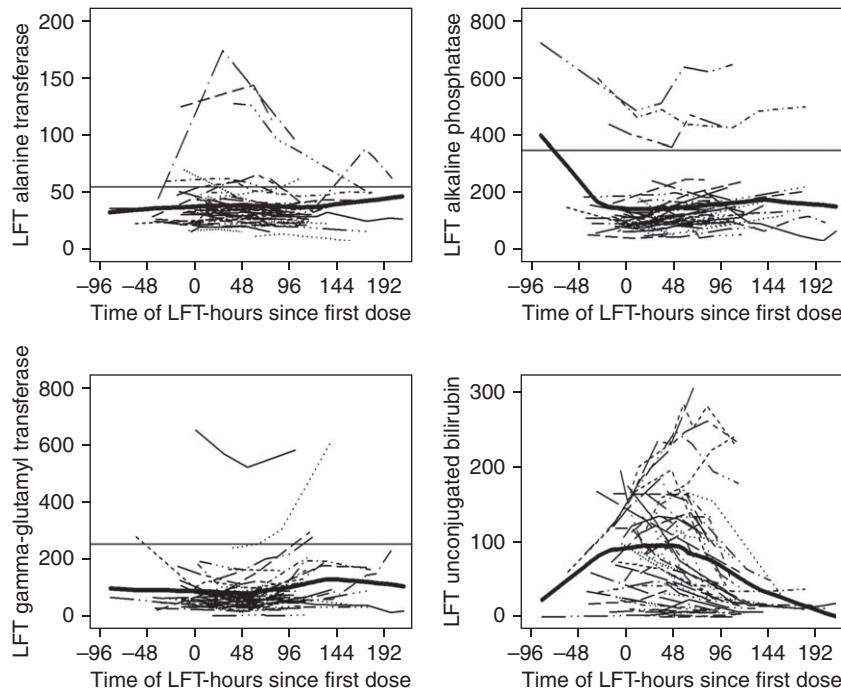 LFT alanine transferase
200
150
100
50
0
–96 –48 0 48 96 144 192
Time of LFT-hours since first dose
LFT alkaline phosphatase
800
600
400
200
0
–96 –48 0 48 96 144 192
Time of LFT-hours since first dose
LFT gamma-glutamyl transferase
800
600
400
200
0
–96 –48 0 48 96 144 192
Time of LFT-hours since first dose
LFT unconjugated bilirubin
300
200
100
0
–96 –48 0 48 96 144 192
Time of LFT-hours since first dose